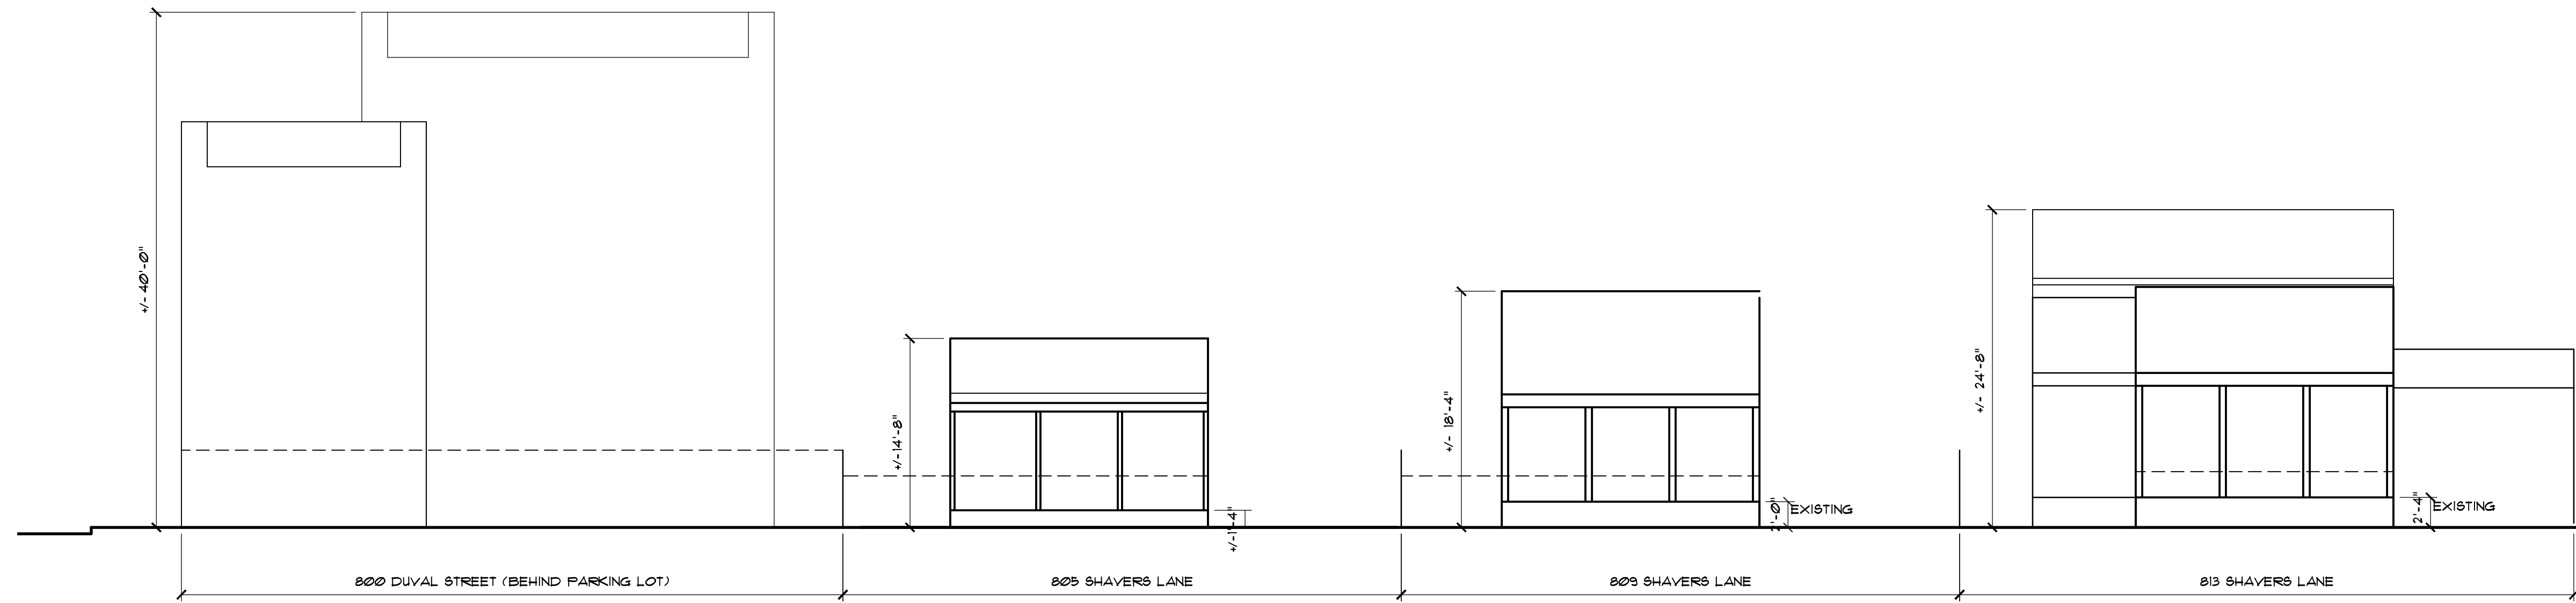 +/- 40'-0"
+/-14'-8"
+/-1'-4"
+/- 18'-4"
2'-0"
EXISTING
+/- 24'-8"
2'-4"
EXISTING
800 DUVAL STREET (BEHIND PARKING LOT)
805 SHAVERS LANE
809 SHAVERS LANE
813 SHAVERS LANE